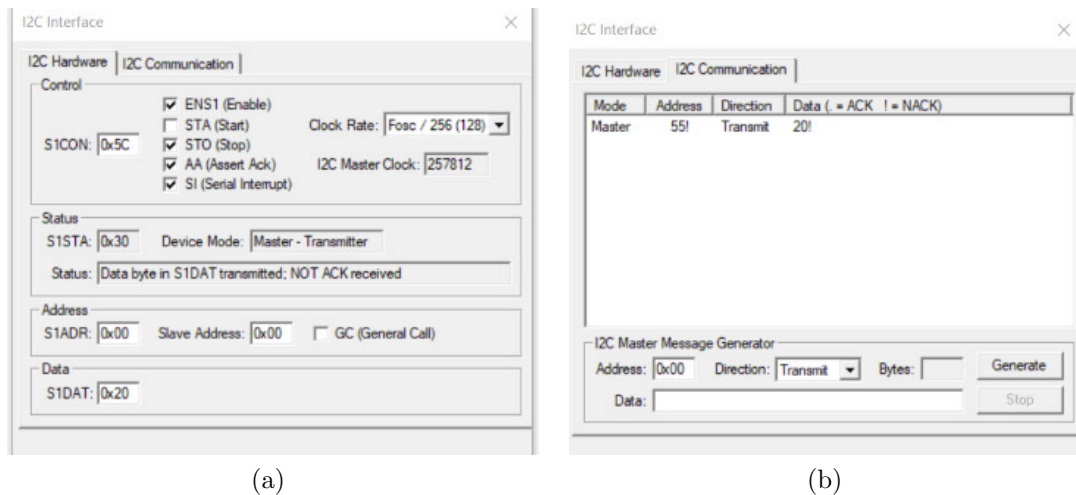 I2C Interface
I2C Hardware I2C Communication
Control
ENS1 (Enable)
STA (Start) Clock Rate: Fosc / 256 (128)
S1CON: 0x5C STO (Stop)
AA (Assert Ack) I2C Master Clock: 257812
SI (Serial Interrupt)
Status
S1STA: 0x30 Device Mode: Master - Transmitter
Status: Data byte in S1DAT transmitted; NOT ACK received
Address
S1ADR: 0x00 Slave Address: 0x00 GC (General Call)
Data
S1DAT: 0x20
(a)
I2C Interface
I2C Hardware I2C Communication
Mode Address Direction Data (. = ACK ! = NACK)
Master 55! Transmit 20!
I2C Master Message Generator
Address: 0x00 Direction: Transmit Bytes: Generate
Data: Stop
(b)